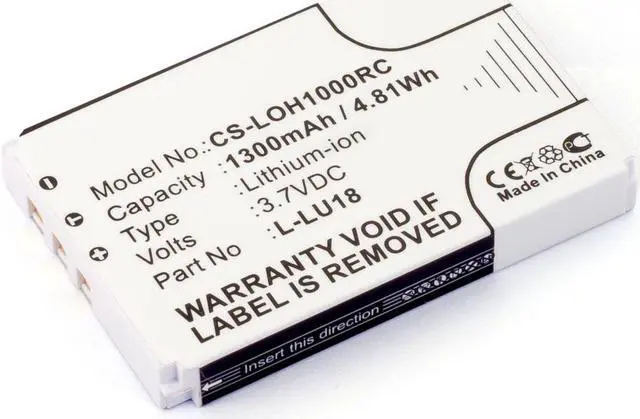 Model No.: CS-LOH1000RC
Capacity : 1300mAh / 4.81Wh
Type : Lithium-ion
Volts : 3.7VDC
Part No : L-LU18
WARRANTY VOID IF
LABEL IS REMOVED
CE
Made In China
Insert this direction